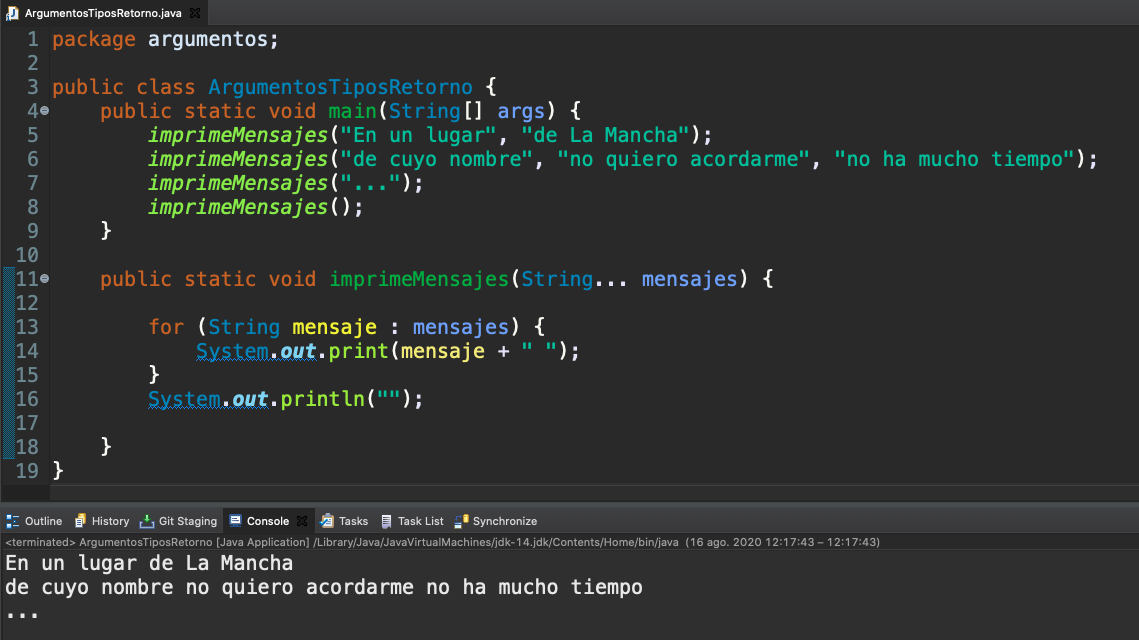 ArgumentosTiposRetorno.java
1 package argumentos;
2
3 public class ArgumentosTiposRetorno {
4 public static void main(String[] args) {
5 imprimeMensajes("En un lugar", "de La Mancha");
6 imprimeMensajes("de cuyo nombre", "no quiero acordarme", "no ha mucho tiempo");
7 imprimeMensajes("...");
8 imprimeMensajes();
9 }
10
11 public static void imprimeMensajes(String... mensajes) {
12
13 for (String mensaje : mensajes) {
14 System.out.print(mensaje + " ");
15 }
16 System.out.println("");
17
18 }
19 }
Outline History Git Staging Console Tasks Task List Synchronize
<terminated> ArgumentosTiposRetorno [Java Application] /Library/Java/JavaVirtualMachines/jdk-14.jdk/Contents/Home/bin/java (16 ago. 2020 12:17:43 – 12:17:43)
En un lugar de La Mancha
de cuyo nombre no quiero acordarme no ha mucho tiempo
...